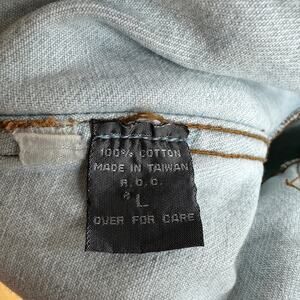 100% COTTON
MADE IN TAIWAN
R.O.C.
L
OVER FOR CARE